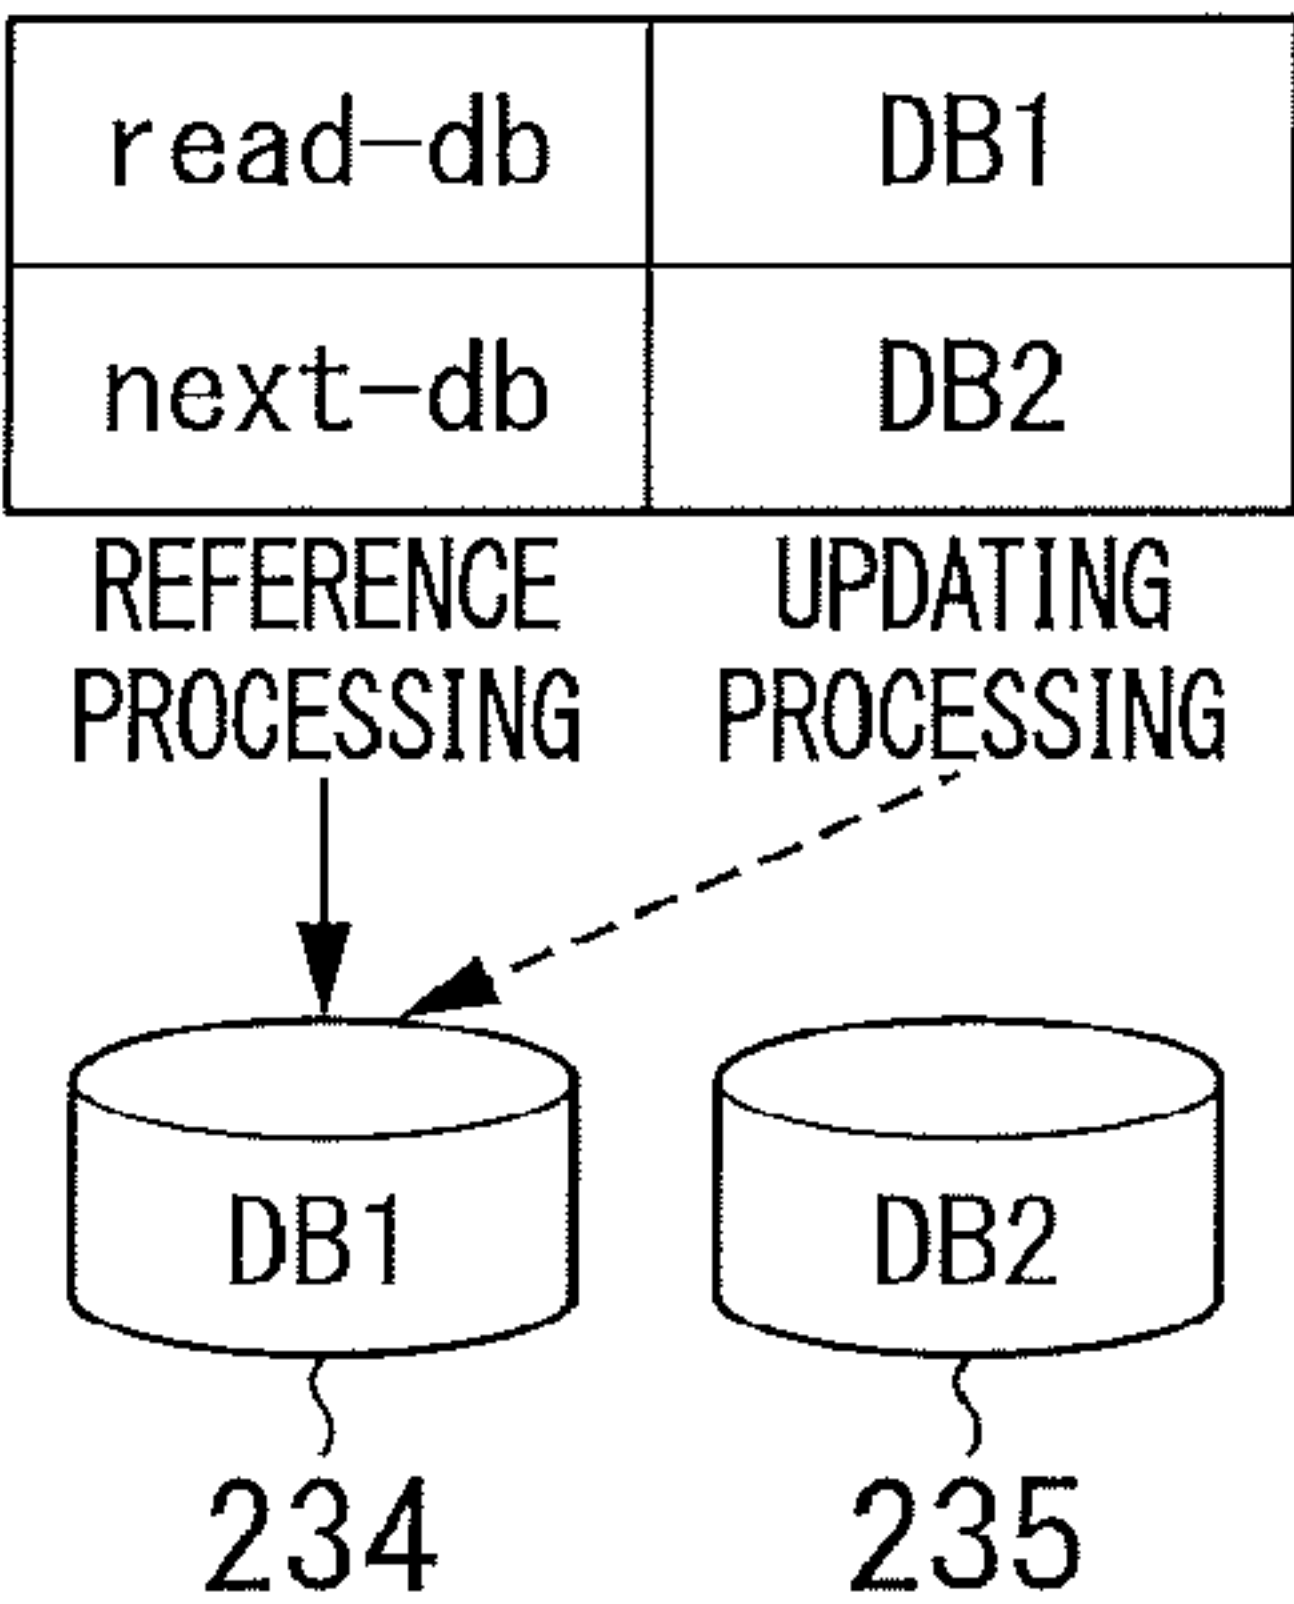 read-db DB1
next-db DB2
REFERENCE UPDATING
PROCESSING PROCESSING
DB1 DB2
234 235